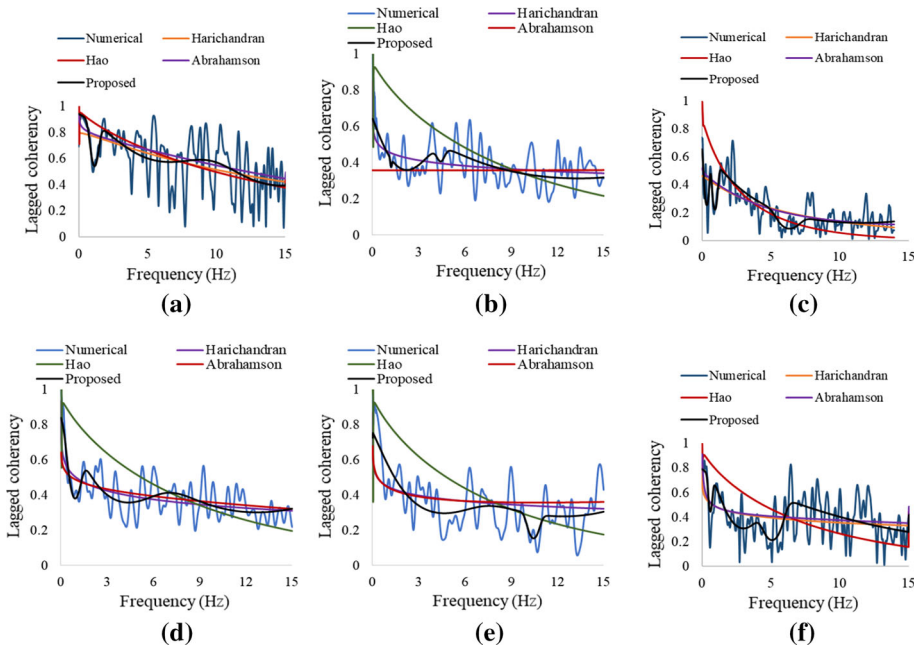 Numerical Harichandran
Hao Abrahamson
Proposed
Lagged coherency
1
0.8
0.6
0.4
0.2
0
0 5 10 15
Frequency (Hz)
(a)
Numerical Harichandran
Hao Abrahamson
Proposed
Lagged coherency
1
0.8
0.6
0.4
0.2
0
0 3 6 9 12 15
Frequency (Hz)
(b)
Numerical Harichandran
Hao Abrahamson
Proposed
Lagged coherency
1
0.8
0.6
0.4
0.2
0
0 5 10 15
Frequency (Hz)
(c)
Numerical Harichandran
Hao Abrahamson
Proposed
Lagged coherency
1
0.8
0.6
0.4
0.2
0
0 3 6 9 12 15
Frequency (Hz)
(d)
Numerical Harichandran
Hao Abrahamson
Proposed
Lagged coherency
1
0.8
0.6
0.4
0.2
0
0 3 6 9 12 15
Frequency (Hz)
(e)
Numerical Harichandran
Hao Abrahamson
Proposed
Lagged coherency
1
0.8
0.6
0.4
0.2
0
0 5 10 15
Frequency (Hz)
(f)